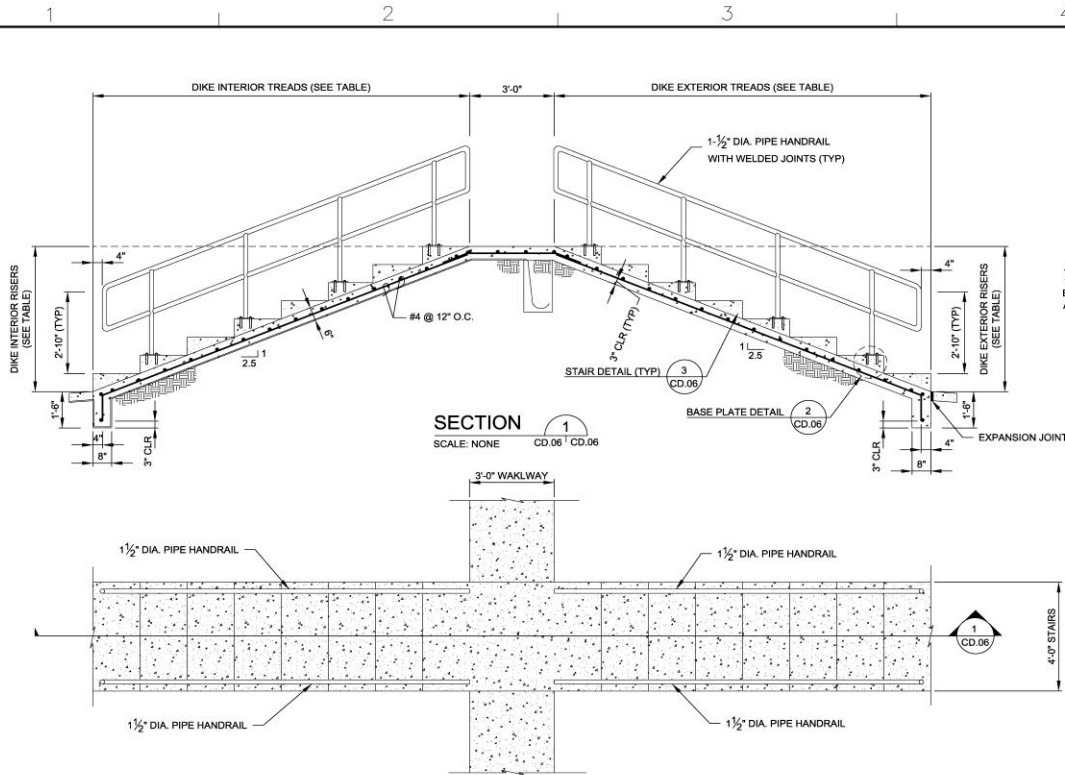 1
2
3
4
DIKE INTERIOR TREADS (SEE TABLE)
3'-0"
DIKE EXTERIOR TREADS (SEE TABLE)
1-½" DIA. PIPE HANDRAIL
WITH WELDED JOINTS (TYP)
4"
4"
DIKE INTERIOR RISERS
(SEE TABLE)
2'-10" (TYP)
#4 @ 12" O.C.
6"
3" CLR (TYP)
2'-10" (TYP)
DIKE EXTERIOR RISERS
(SEE TABLE)
1
2.5
1
2.5
STAIR DETAIL (TYP)
3
CD.06
BASE PLATE DETAIL
2
CD.06
1'-6"
4"
8"
3" CLR
SECTION
SCALE: NONE
1
CD.06
CD.06
3" CLR
8"
4"
1'-6"
EXPANSION JOINT
3'-0" WAKLWAY
1½" DIA. PIPE HANDRAIL
1½" DIA. PIPE HANDRAIL
1
CD.06
4'-0" STAIRS
1½" DIA. PIPE HANDRAIL
1½" DIA. PIPE HANDRAIL